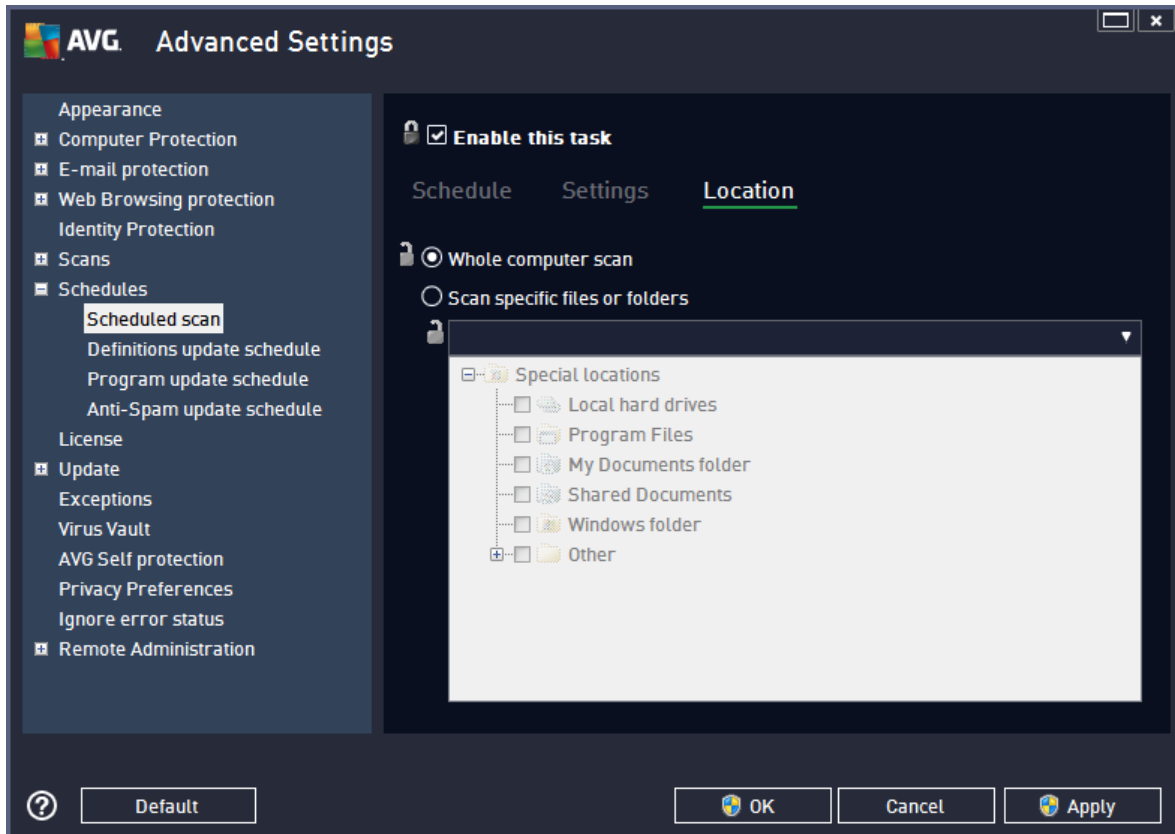 AVG. Advanced Settings
Appearance
Computer Protection
E-mail protection
Web Browsing protection
Identity Protection
Scans
Schedules
Scheduled scan
Definitions update schedule
Program update schedule
Anti-Spam update schedule
License
Update
Exceptions
Virus Vault
AVG Self protection
Privacy Preferences
Ignore error status
Remote Administration
Enable this task
Schedule Settings Location
Whole computer scan
Scan specific files or folders
Special locations
Local hard drives
Program Files
My Documents folder
Shared Documents
Windows folder
Other
? Default OK Cancel Apply